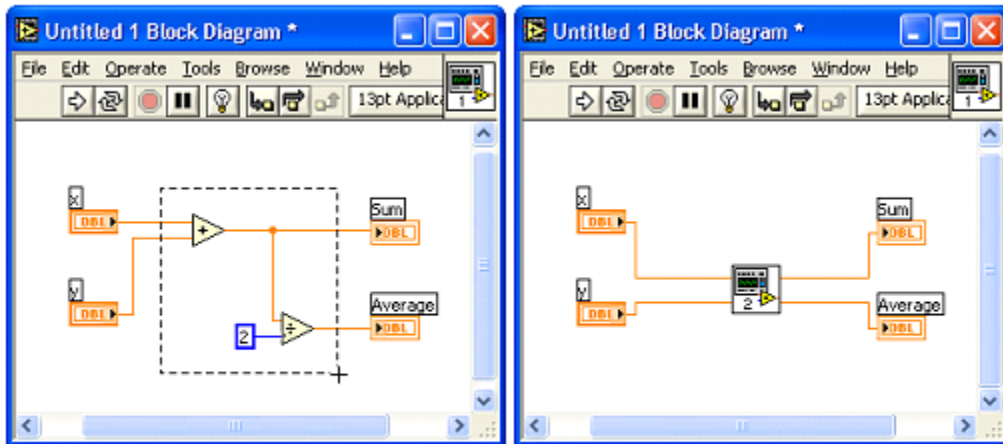 Untitled 1 Block Diagram *
File Edit Operate Tools Browse Window Help
13pt Applica
1
x
DBL
y
DBL
+
÷
2
Sum
DBL
Average
DBL
Untitled 1 Block Diagram *
File Edit Operate Tools Browse Window Help
13pt Applica
1
x
DBL
y
DBL
2
Sum
DBL
Average
DBL